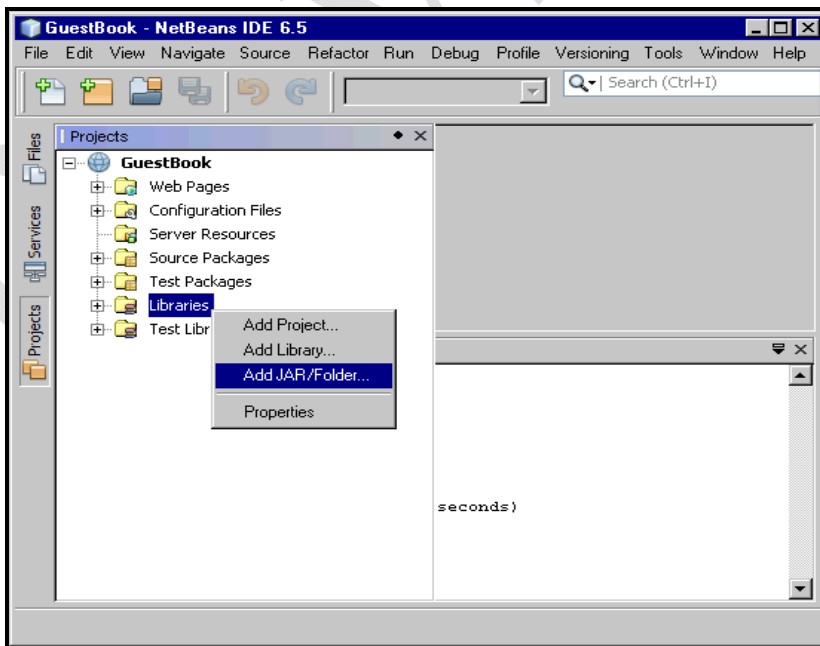 GuestBook - NetBeans IDE 6.5
File Edit View Navigate Source Refactor Run Debug Profile Versioning Tools Window Help
Search (Ctrl+I)
Files
Services
Projects
Projects
GuestBook
Web Pages
Configuration Files
Server Resources
Source Packages
Test Packages
Libraries
Test Libr
Add Project...
Add Library...
Add JAR/Folder...
Properties
seconds)